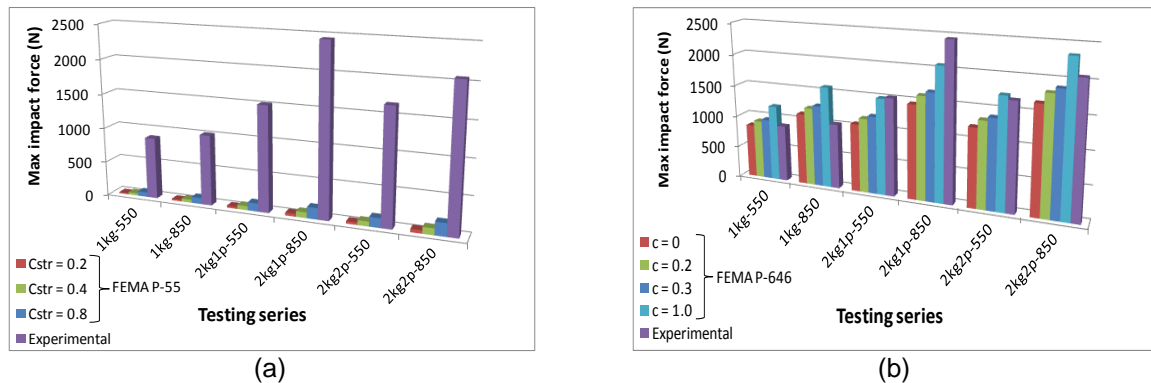 Max impact force (N)
2500
2000
1500
1000
500
0
1kg-550
1kg-850
2kg1p-550
2kg1p-850
2kg2p-550
2kg2p-850
Cstr = 0.2
Cstr = 0.4
Cstr = 0.8
FEMA P-55
Experimental
Testing series
(a)
Max impact force (N)
2500
2000
1500
1000
500
0
1kg-550
1kg-850
2kg1p-550
2kg1p-850
2kg2p-550
2kg2p-850
c = 0
c = 0.2
c = 0.3
c = 1.0
FEMA P-646
Experimental
Testing series
(b)